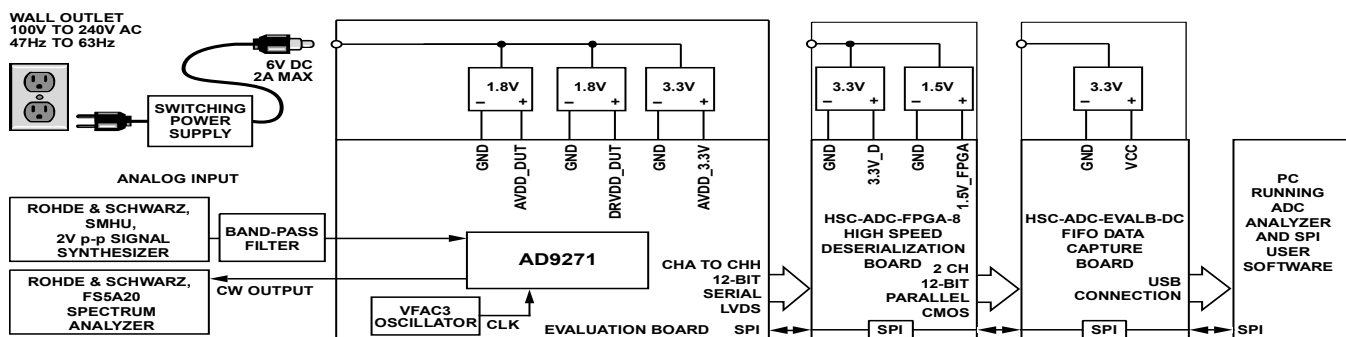 WALL OUTLET
100V TO 240V AC
47Hz TO 63Hz
6V DC
2A MAX
SWITCHING
POWER
SUPPLY
1.8V
– +
1.8V
– +
3.3V
– +
GND
AVDD_DUT
GND
DRVDD_DUT
GND
AVDD_3.3V
3.3V
– +
1.5V
– +
GND
3.3V_D
GND
1.5V_FPGA
3.3V
– +
GND
VCC
ANALOG INPUT
ROHDE & SCHWARZ,
SMHU,
2V p-p SIGNAL
SYNTHESIZER
BAND-PASS
FILTER
ROHDE & SCHWARZ,
FS5A20
SPECTRUM
ANALYZER
CW OUTPUT
AD9271
VFAC3
OSCILLATOR
CLK
CHA TO CHH
12-BIT
SERIAL
LVDS
EVALUATION BOARD
SPI
HSC-ADC-FPGA-8
HIGH SPEED
DESERIALIZATION
BOARD
2 CH
12-BIT
PARALLEL
CMOS
SPI
HSC-ADC-EVALB-DC
FIFO DATA
CAPTURE
BOARD
USB
CONNECTION
SPI
PC
RUNNING
ADC
ANALYZER
AND SPI
USER
SOFTWARE
SPI